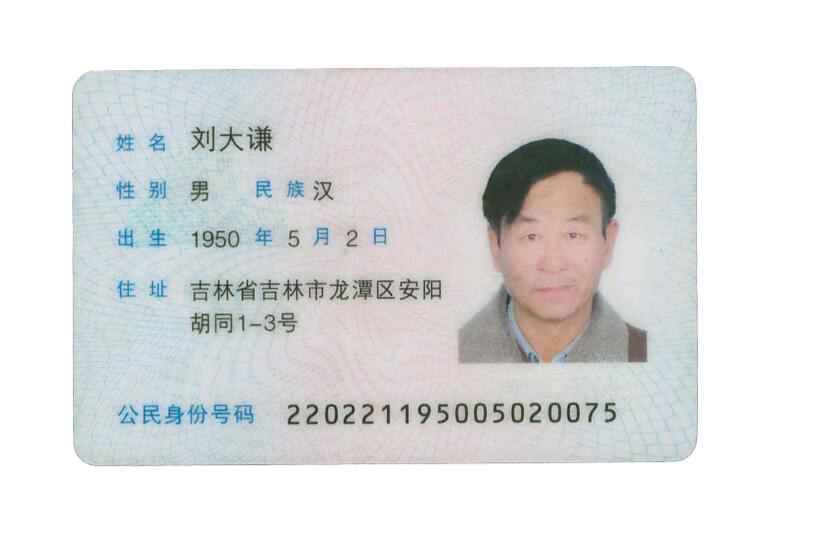 姓名 刘大谦
性别 男 民族 汉
出生 1950 年 5 月 2 日
住址 吉林省吉林市龙潭区安阳
胡同1-3号
公民身份号码 220221195005020075